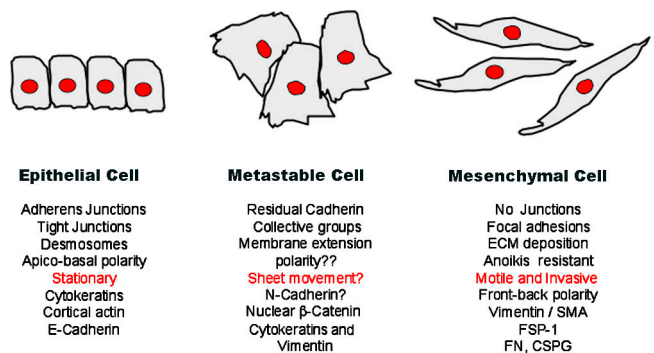 Epithelial Cell
Adherens Junctions
Tight Junctions
Desmosomes
Apico-basal polarity
Stationary
Cytokeratins
Cortical actin
E-Cadherin
Metastable Cell
Residual Cadherin
Collective groups
Membrane extension
polarity??
Sheet movement?
N-Cadherin?
Nuclear β-Catenin
Cytokeratins and
Vimentin
Mesenchymal Cell
No Junctions
Focal adhesions
ECM deposition
Anoikis resistant
Motile and Invasive
Front-back polarity
Vimentin / SMA
FSP-1
FN, CSPG